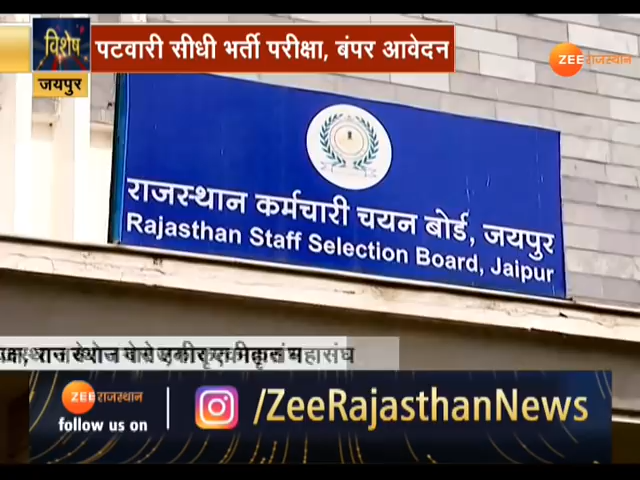 विशेष
पटवारी सीधी भर्ती परीक्षा, बंपर आवेदन
जयपुर
ZEE राजस्थान
राजस्थान कर्मचारी चयन बोर्ड, जयपुर
Rajasthan Staff Selection Board, Jaipur
महासंघ
ZEE राजस्थान
follow us on
/ZeeRajasthanNews